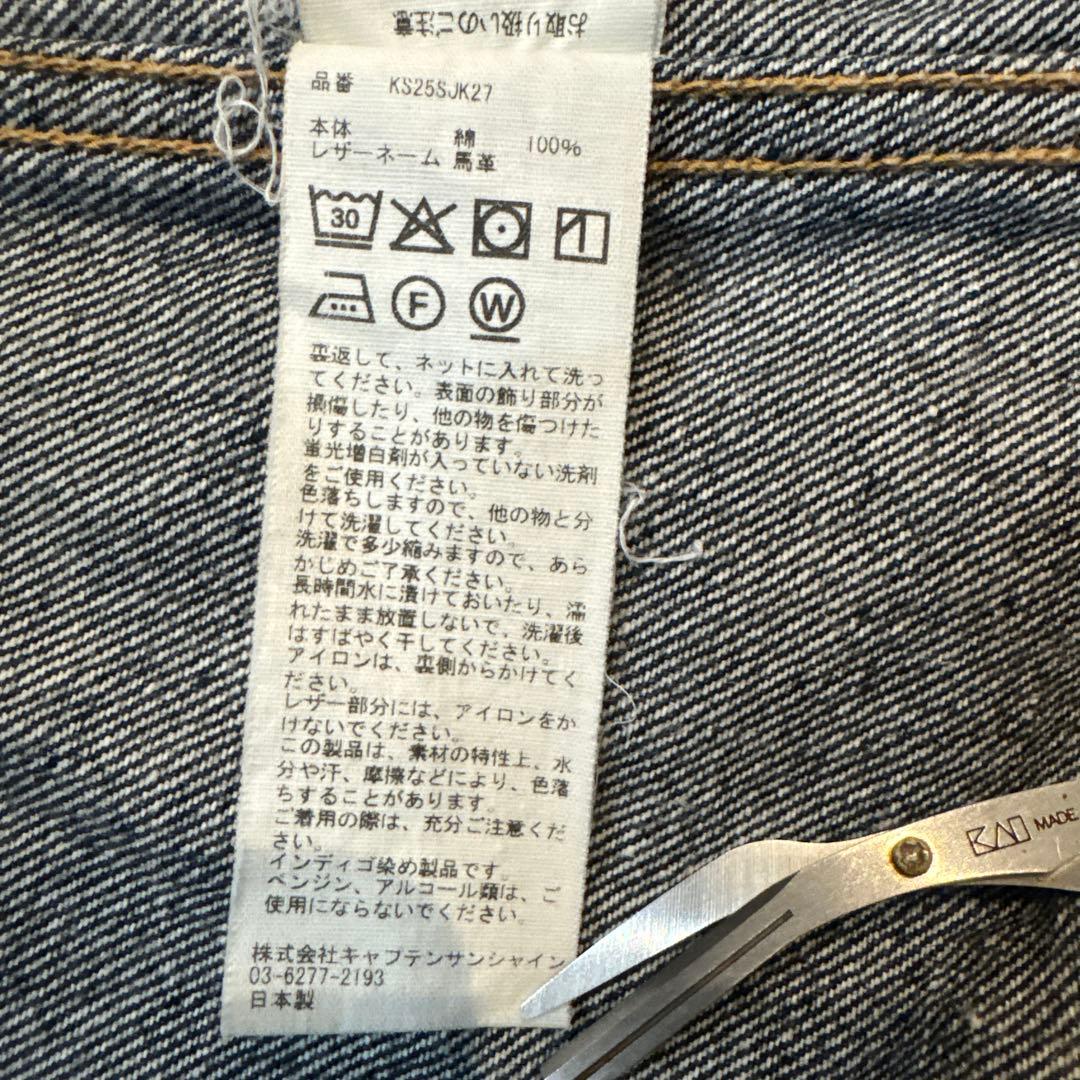 お取り扱いのご注意
品番 KS25SJK27
本体 綿 100%
レザーネーム 馬革
30
F W
裏返して、ネットに入れて洗っ
てください。表面の飾り部分が
損傷したり、他の物を傷つけた
りすることがあります。
蛍光増白剤が入っていない洗剤
をご使用ください。
色落ちしますので、他の物と分
けて洗濯してください。
洗濯で多少縮みますので、あら
かじめご了承ください。
長時間水に漬けておいたり、濡
れたまま放置しないで、洗濯後
はすばやく干してください。
アイロンは、裏側からかけてく
ださい。
レザー部分には、アイロンをか
けないでください。
この製品は、素材の特性上、水
分や汗、摩擦などにより、色落
ちすることがあります。
ご着用の際は、充分ご注意くだ
さい。
インディゴ染め製品です。
ベンジン、アルコール類は、ご
使用にならないでください。
株式会社キャプテンサンシャイン
03-6277-2193
日本製
KAI MADE